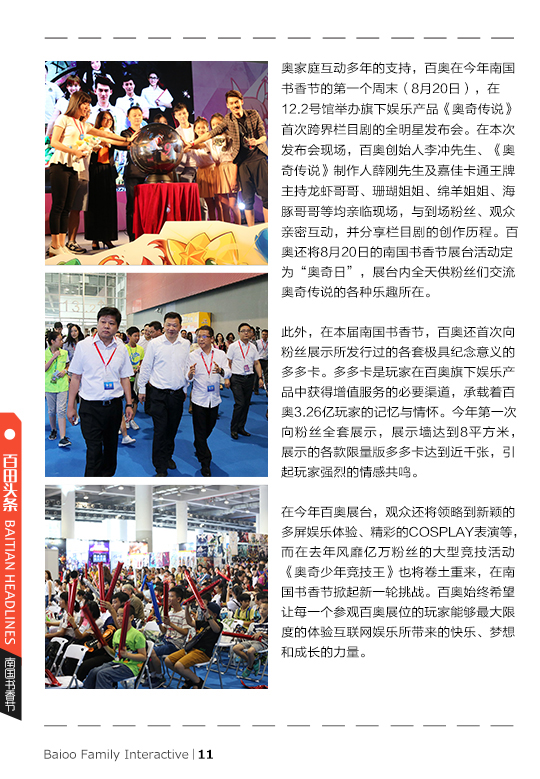 奥家庭互动多年的支持，百奥在今年南国
书香节的第一个周末（8月20日），在
12.2号馆举办旗下娱乐产品《奥奇传说》
首次跨界栏目剧的全明星发布会。在本次
发布会现场，百奥创始人李冲先生、《奥
奇传说》制作人薛刚先生及嘉佳卡通王牌
主持龙虾哥哥、珊瑚姐姐、绵羊姐姐、海
豚哥哥等均亲临现场，与到场粉丝、观众
亲密互动，并分享栏目剧的创作历程。百
奥还将8月20日的南国书香节展台活动定
为“奥奇日”，展台内全天供粉丝们交流
奥奇传说的各种乐趣所在。
此外，在本届南国书香节，百奥还首次向
粉丝展示所发行过的各套极具纪念意义的
多多卡。多多卡是玩家在百奥旗下娱乐产
品中获得增值服务的必要渠道，承载着百
奥3.26亿玩家的记忆与情怀。今年第一次
向粉丝全套展示，展示墙达到8平方米，
展示的各款限量版多多卡达到近千张，引
起玩家强烈的情感共鸣。
在今年百奥展台，观众还将领略到新颖的
多屏娱乐体验、精彩的COSPLAY表演等，
而在去年风靡亿万粉丝的大型竞技活动
《奥奇少年竞技王》也将卷土重来，在南
国书香节掀起新一轮挑战。百奥始终希望
让每一个参观百奥展位的玩家能够最大限
度的体验互联网娱乐所带来的快乐、梦想
和成长的力量。
百田头条 BAITIAN HEADLINES
南国书香节
Baioo Family Interactive | 11